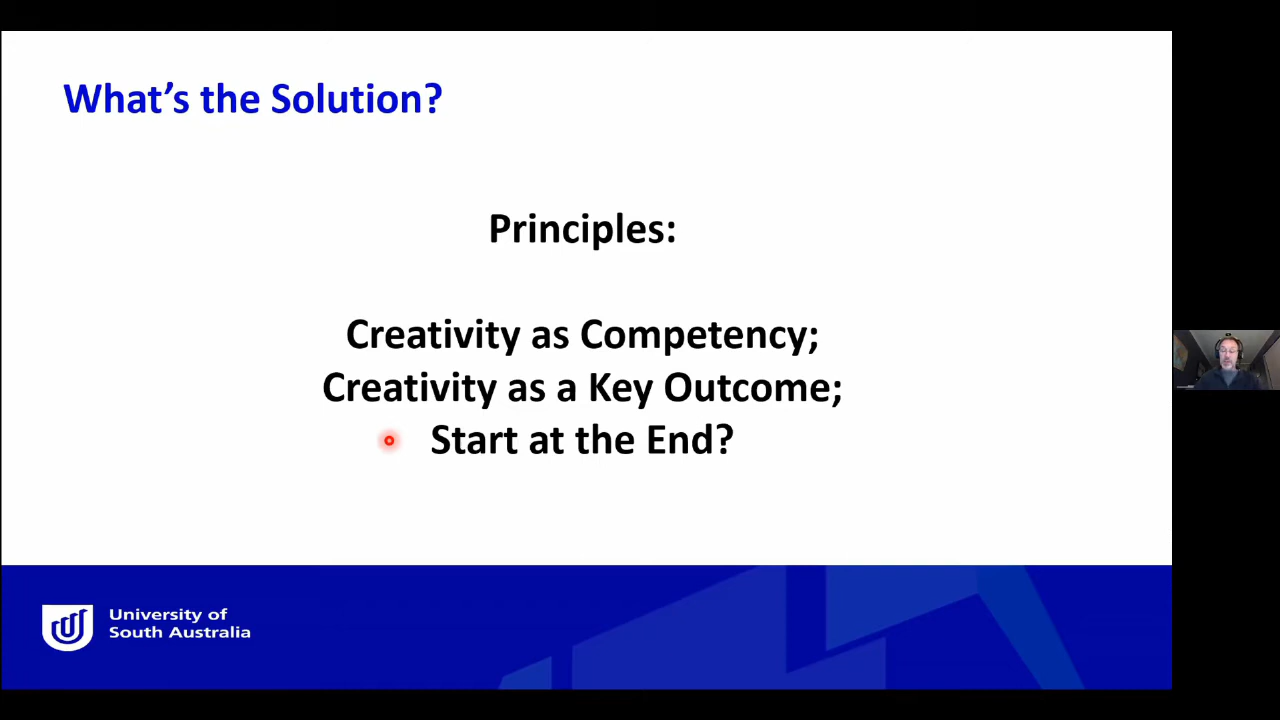 What's the Solution?
Principles:
Creativity as Competency;
Creativity as a Key Outcome;
Start at the End?
University of
South Australia